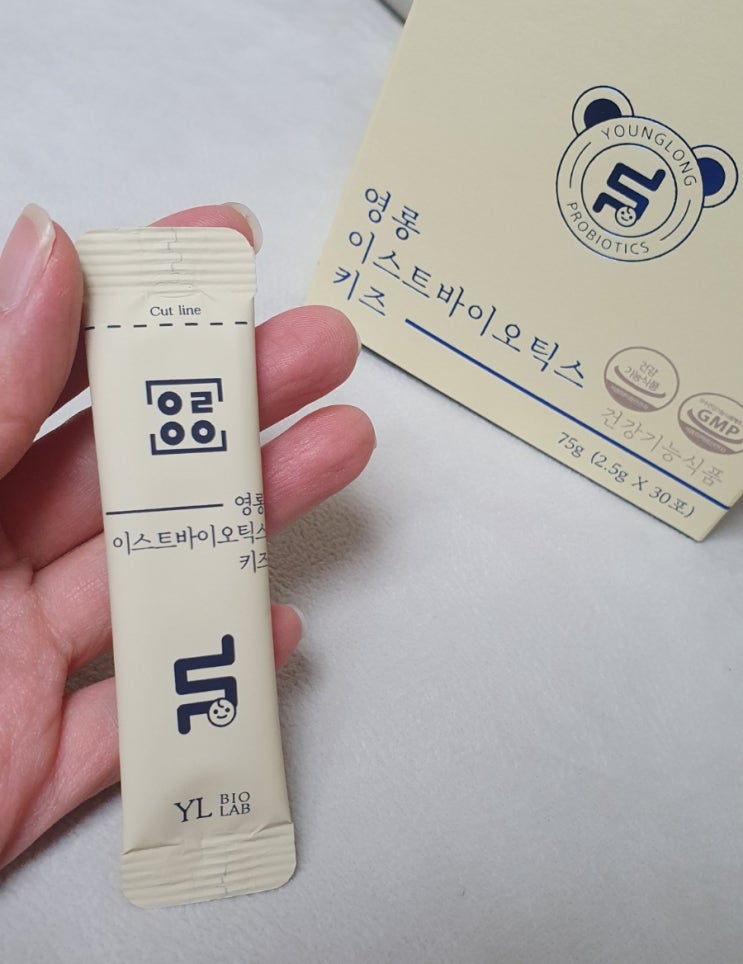 YOUNGLONG
PROBIOTICS
영롱
이스트바이오틱스
키즈
건강
기능식품
GMP
건강기능식품
75g (2.5g X 30포)
Cut line
영롱
영롱
이스트바이오틱스
키즈
YL BIO
LAB